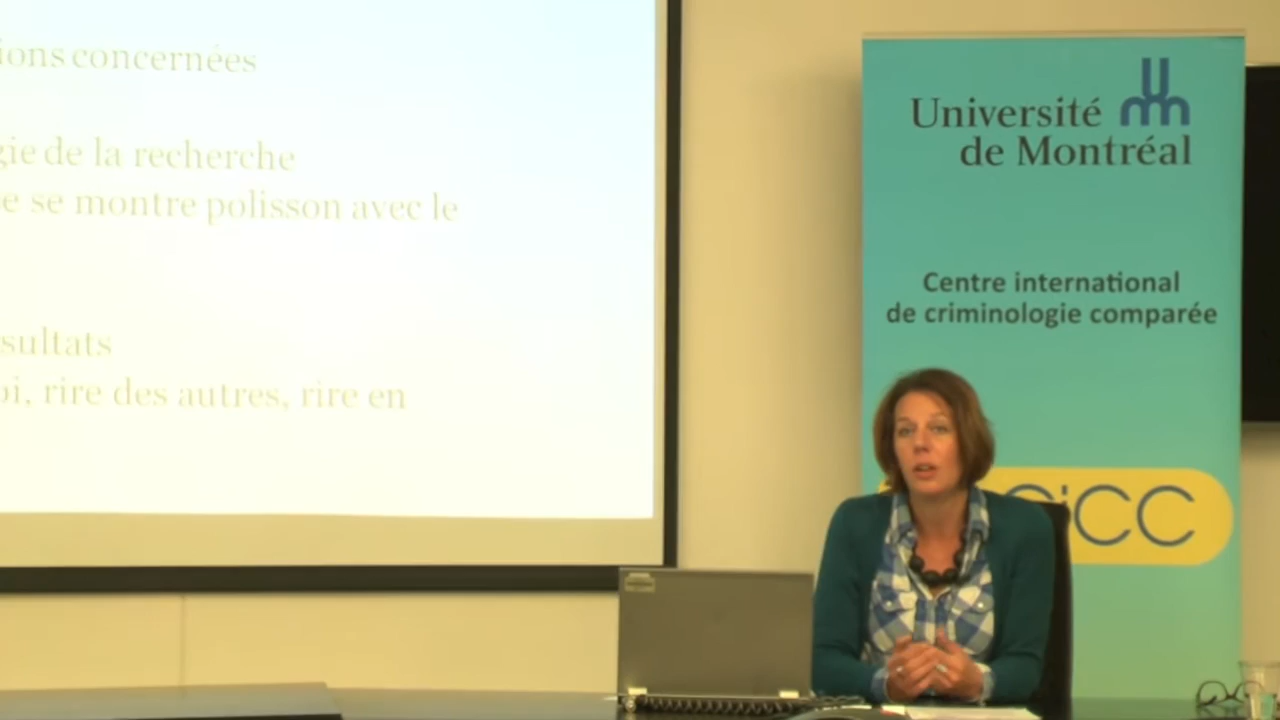 ions concernées
gie de la recherche
e se montre polisson avec le
sultats
oi, rire des autres, rire en
Université
de Montréal
Centre international
de criminologie comparée
CiCC